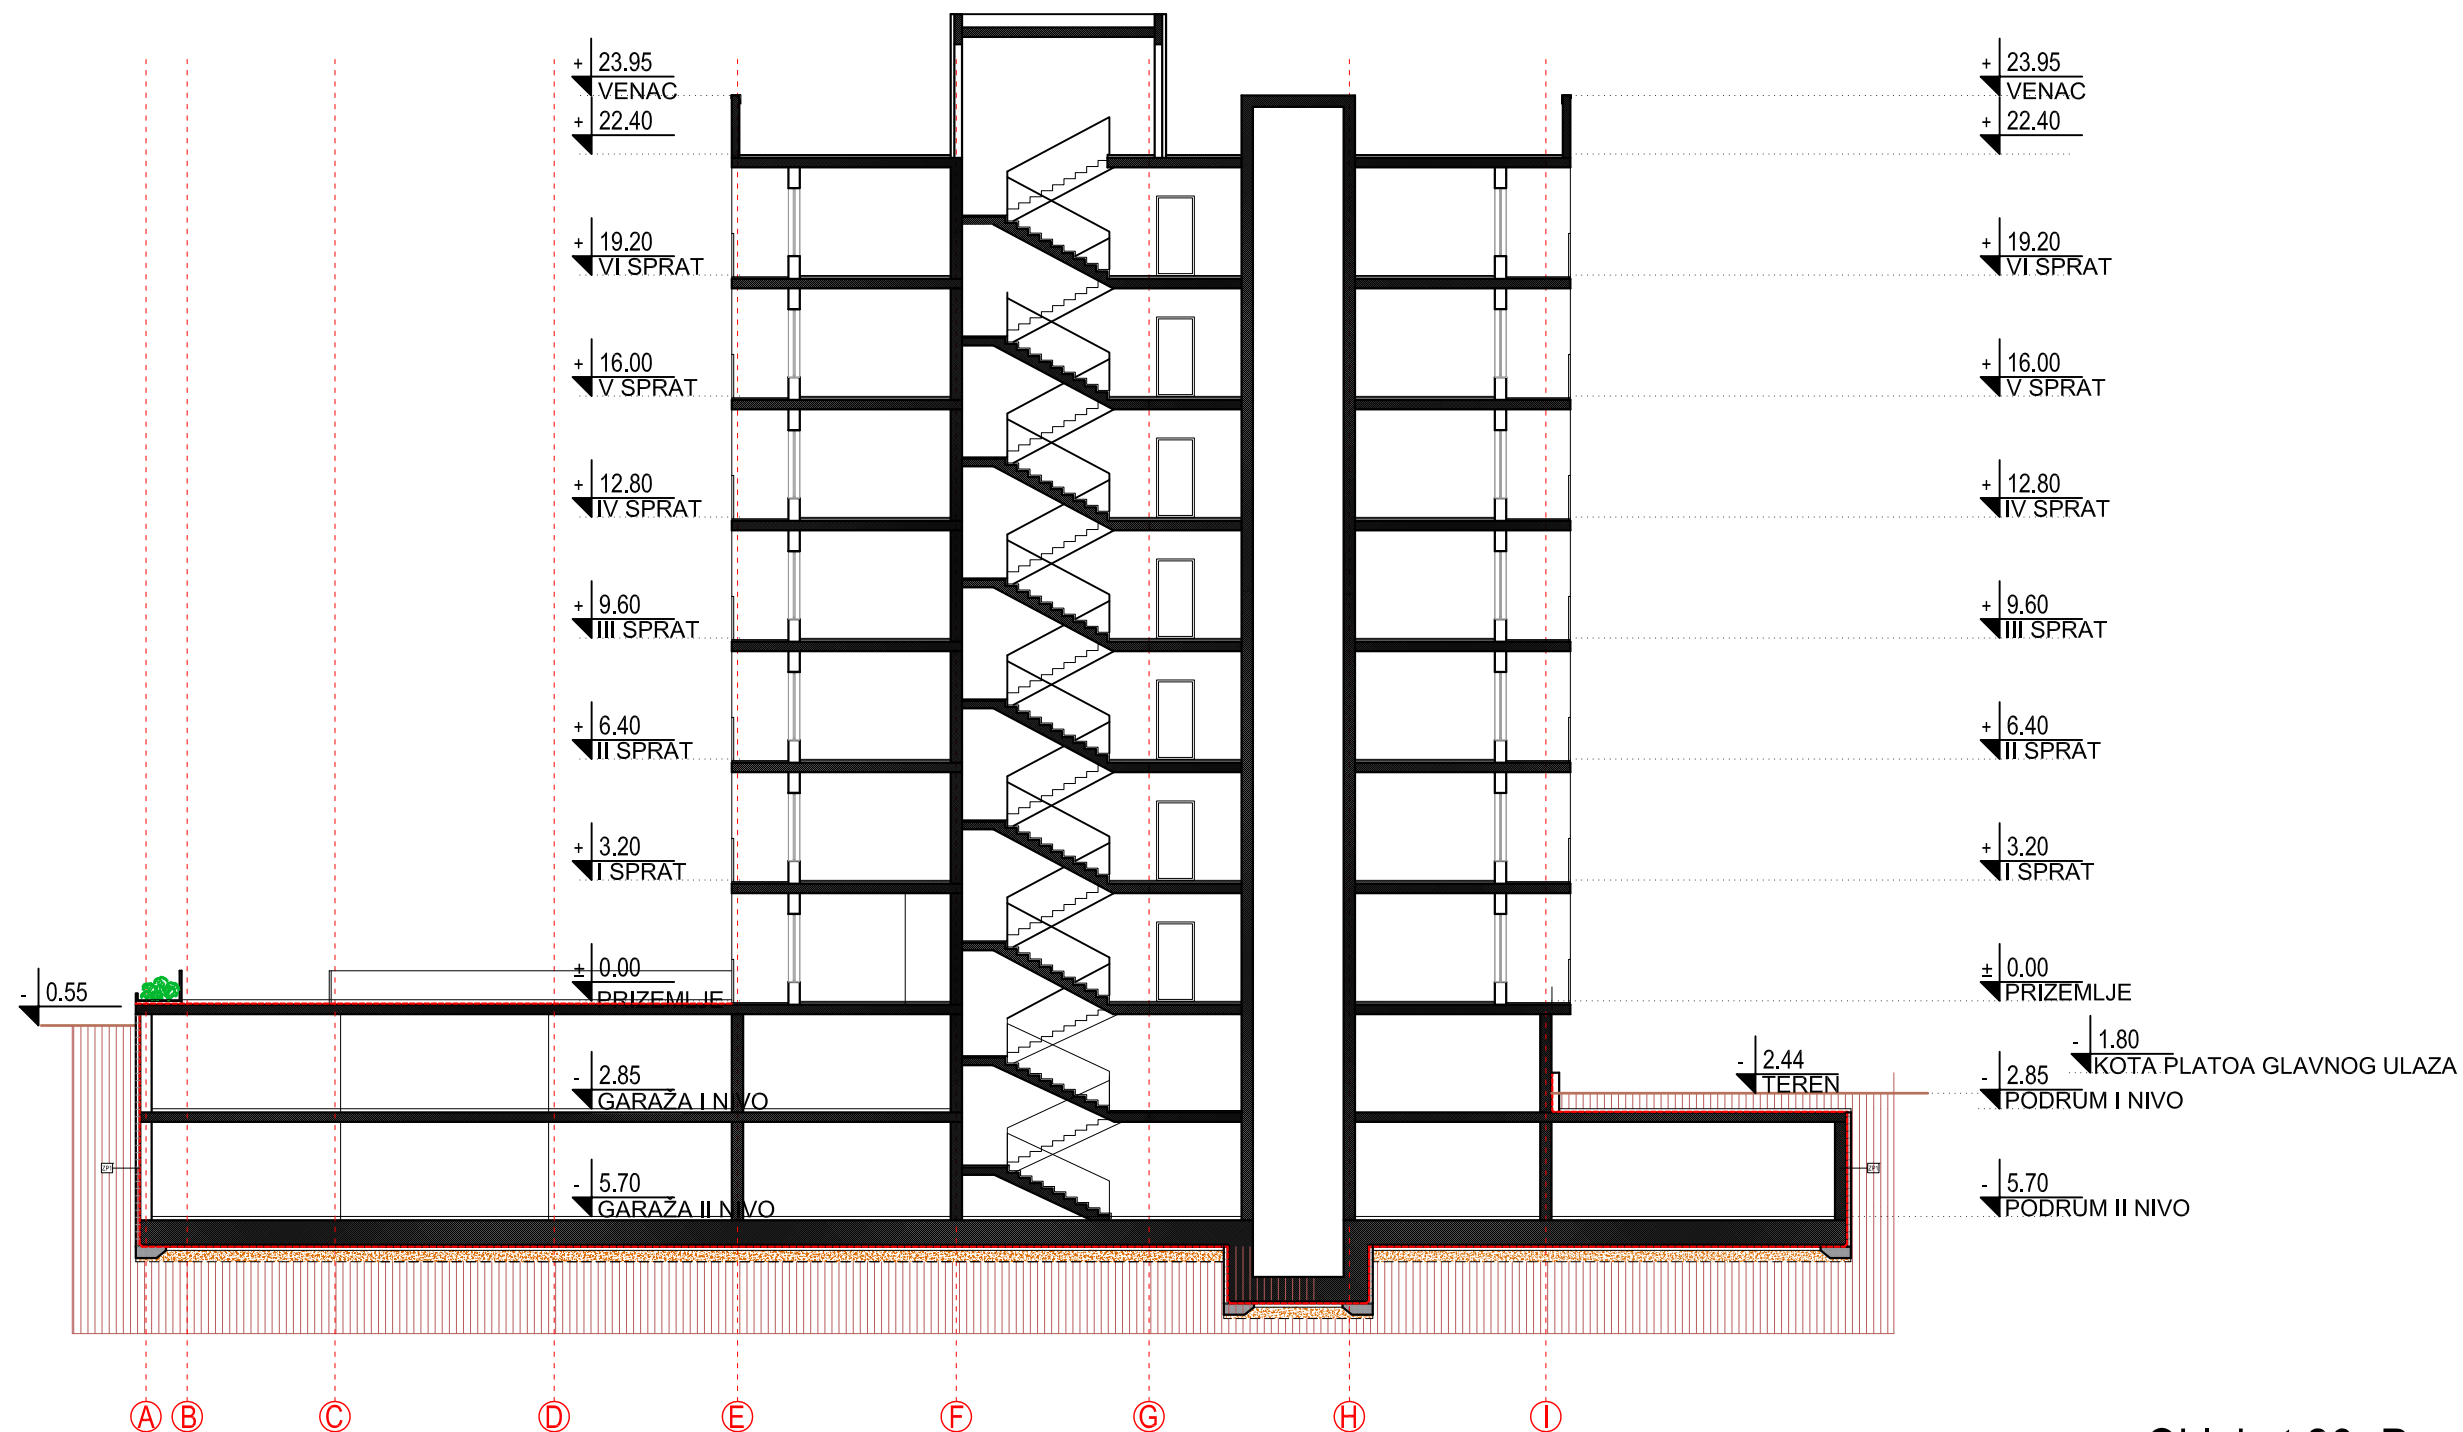 + 23.95
VENAC
+ 22.40
+ 19.20
VI SPRAT
+ 16.00
V SPRAT
+ 12.80
IV SPRAT
+ 9.60
III SPRAT
+ 6.40
II SPRAT
+ 3.20
I SPRAT
± 0.00
PRIZEMLJE
- 0.55
- 2.85
GARAŽA I NIVO
- 5.70
GARAŽA II NIVO
ZP1
+ 23.95
VENAC
+ 22.40
+ 19.20
VI SPRAT
+ 16.00
V SPRAT
+ 12.80
IV SPRAT
+ 9.60
III SPRAT
+ 6.40
II SPRAT
+ 3.20
I SPRAT
± 0.00
PRIZEMLJE
- 1.80
KOTA PLATOA GLAVNOG ULAZA
- 2.44
TEREN
- 2.85
PODRUM I NIVO
- 5.70
PODRUM II NIVO
ZP1
A B C D E F G H I